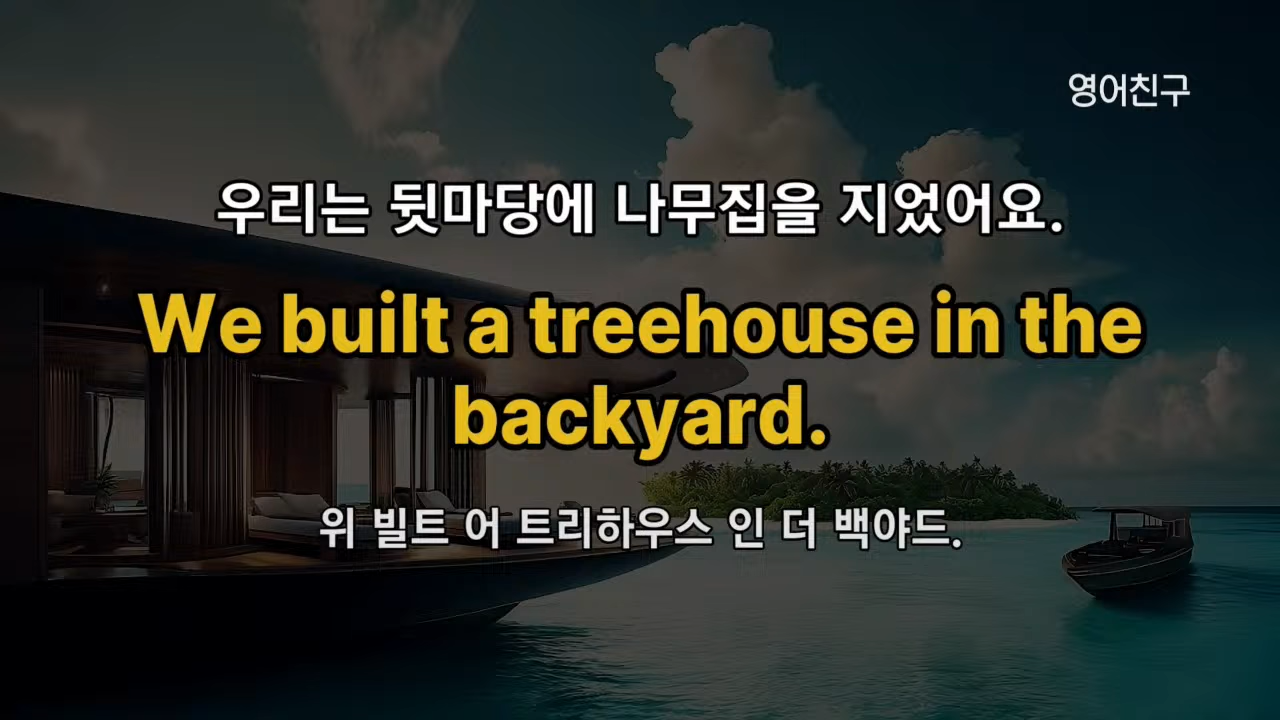 영어친구
우리는 뒷마당에 나무집을 지었어요.
We built a treehouse in the
backyard.
위 빌트 어 트리하우스 인 더 백야드.